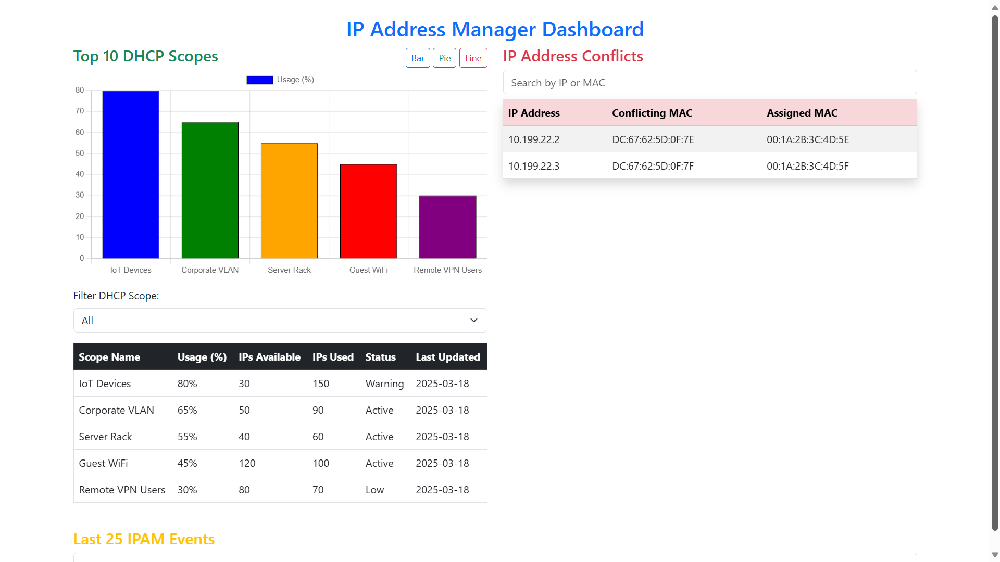 IP Address Manager Dashboard
Top 10 DHCP Scopes
Bar
Pie
Line
Usage (%)
80
70
60
50
40
30
20
10
0
IoT Devices
Corporate VLAN
Server Rack
Guest WiFi
Remote VPN Users
Filter DHCP Scope:
All
Scope Name Usage (%) IPs Available IPs Used Status Last Updated
IoT Devices 80% 30 150 Warning 2025-03-18
Corporate VLAN 65% 50 90 Active 2025-03-18
Server Rack 55% 40 60 Active 2025-03-18
Guest WiFi 45% 120 100 Active 2025-03-18
Remote VPN Users 30% 80 70 Low 2025-03-18
IP Address Conflicts
Search by IP or MAC
IP Address Conflicting MAC Assigned MAC
10.199.22.2 DC:67:62:5D:0F:7E 00:1A:2B:3C:4D:5E
10.199.22.3 DC:67:62:5D:0F:7F 00:1A:2B:3C:4D:5F
Last 25 IPAM Events